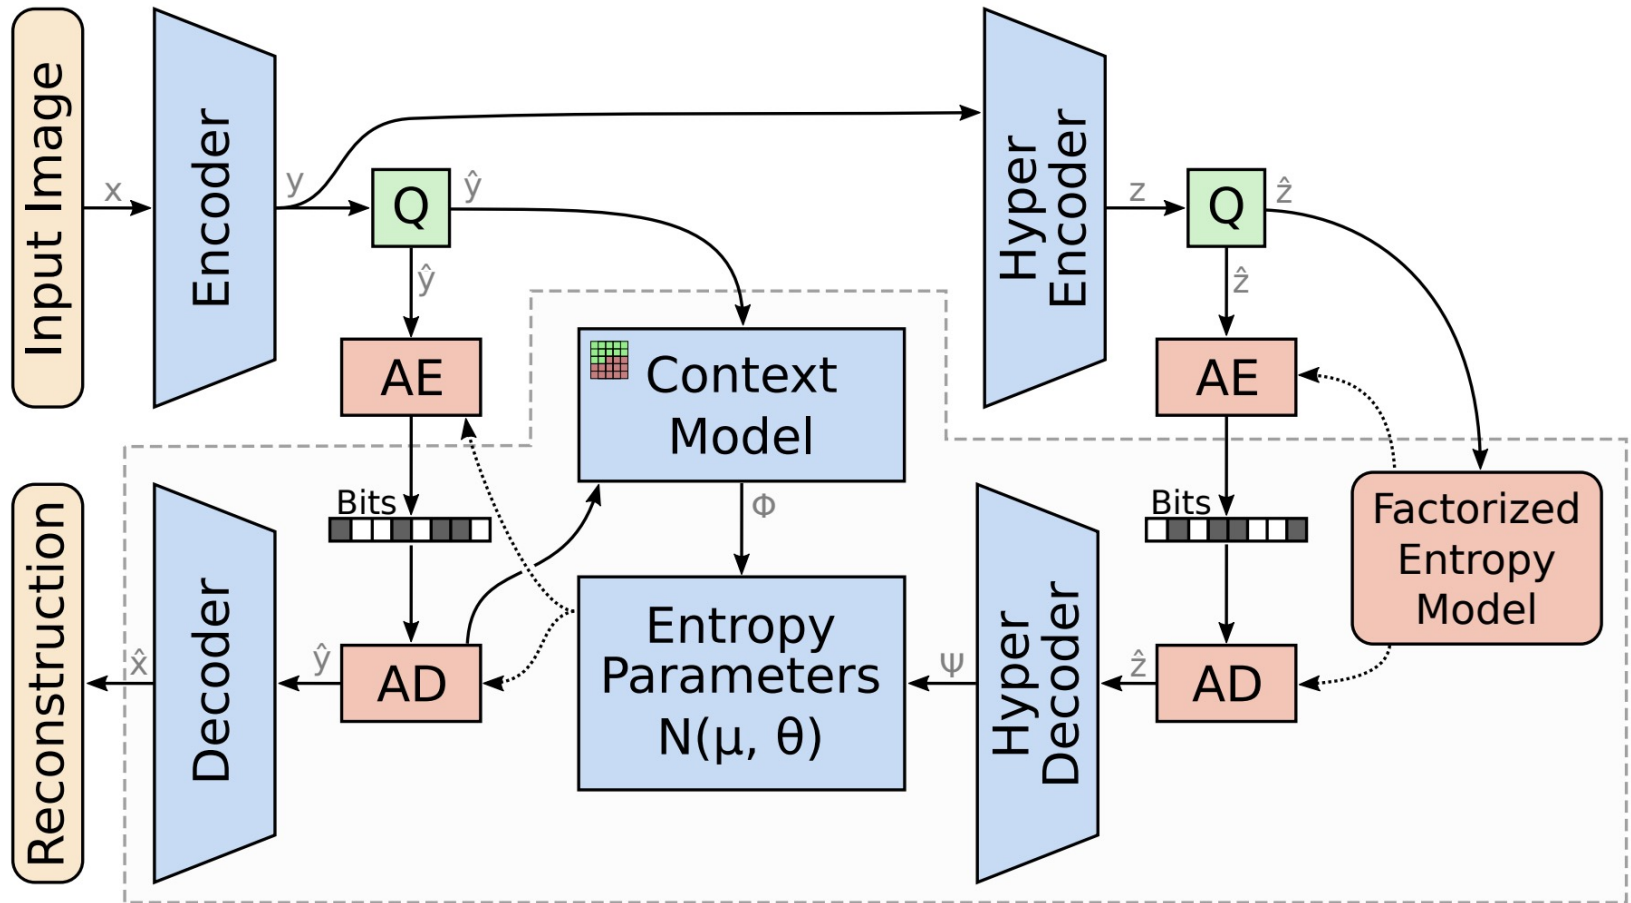 Input Image
x
Encoder
y
Q
ŷ
ŷ
AE
Bits
AD
ŷ
Decoder
x̂
Reconstruction
Context
Model
Φ
Entropy
Parameters
N(μ, θ)
Ψ
Hyper
Encoder
z
Q
ẑ
ẑ
AE
Bits
AD
ẑ
Hyper
Decoder
Factorized
Entropy
Model